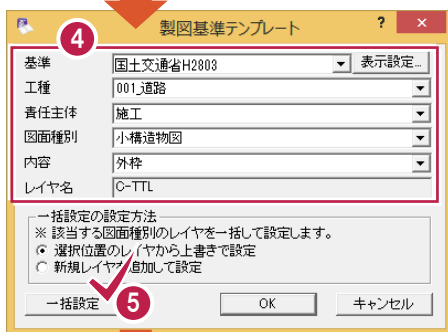 製図基準テンプレート ? ×
4
基準 国土交通省H2803 表示設定...
工種 001_道路
責任主体 施工
図面種別 小構造物図
内容 外枠
レイヤ名 C-TTL
一括設定の設定方法
※ 該当する図面種別のレイヤを一括して設定します。
選択位置のレイヤから上書きで設定
新規レイヤを追加して設定
一括設定 5 OK キャンセル